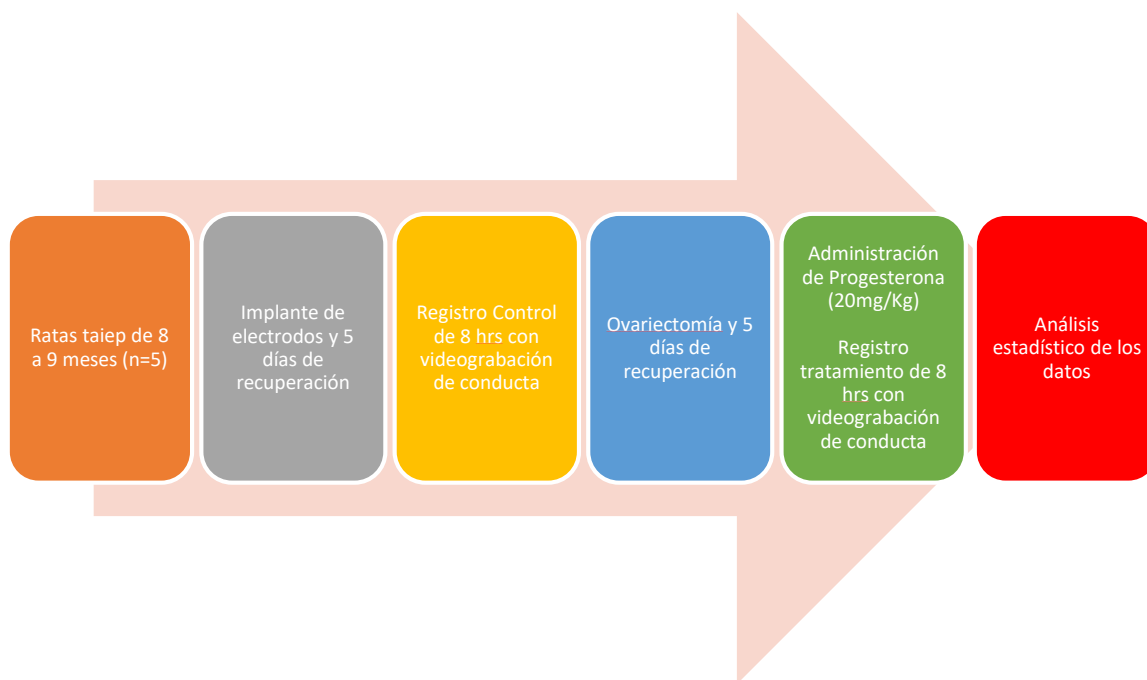 Ratas taiep de 8
a 9 meses (n=5)
Implante de
electrodos y 5
días de
recuperación
Registro Control
de 8 hrs con
videograbación
de conducta
Ovariectomía y 5
días de
recuperación
Administración
de Progesterona
(20mg/Kg)
Registro
tratamiento de 8
hrs con
videograbación
de conducta
Análisis
estadístico de los
datos